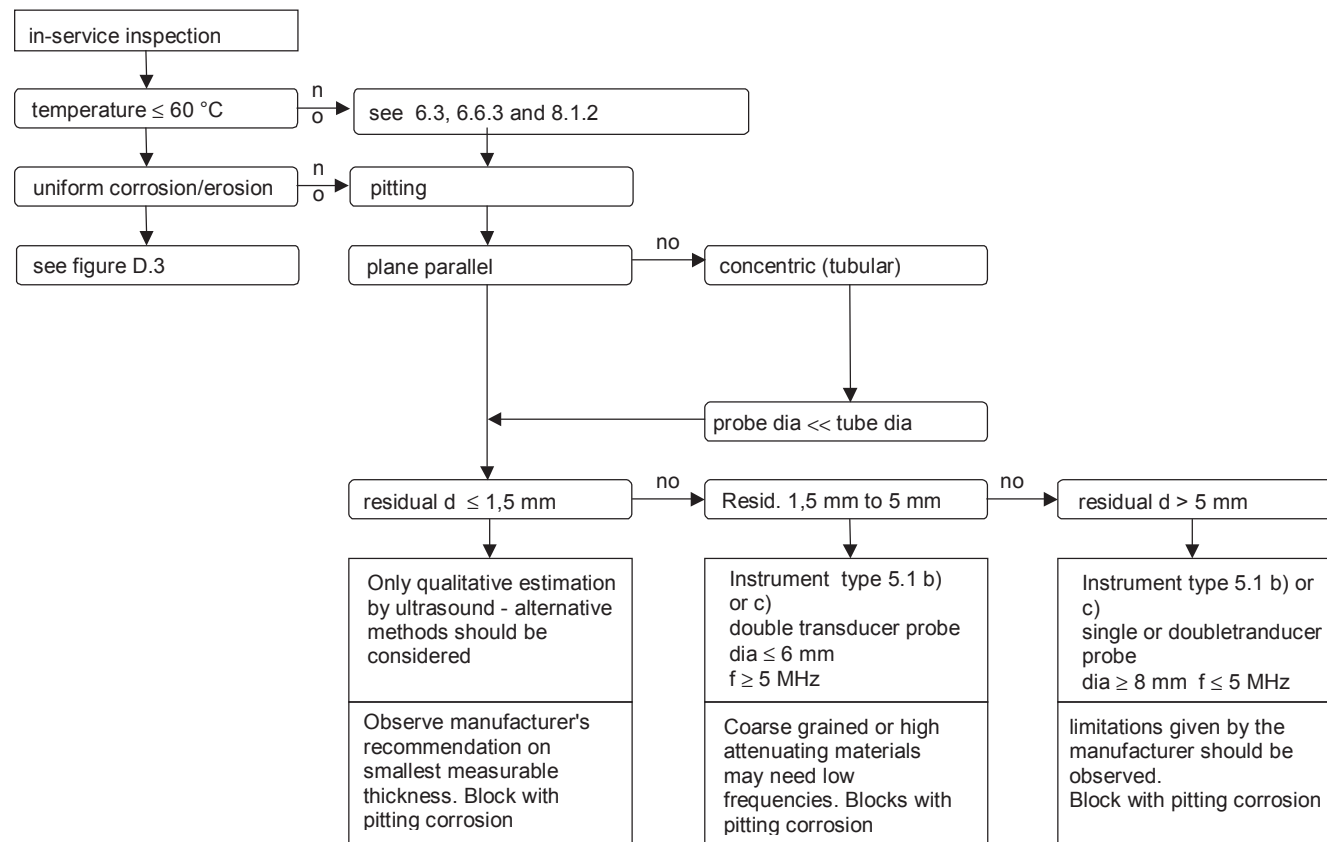 in-service inspection
temperature ≤ 60 °C
n
o
see 6.3, 6.6.3 and 8.1.2
uniform corrosion/erosion
n
o
pitting
see figure D.3
plane parallel
no
concentric (tubular)
probe dia << tube dia
residual d ≤ 1,5 mm
no
Resid. 1,5 mm to 5 mm
no
residual d > 5 mm
Only qualitative estimation
by ultrasound - alternative
methods should be
considered
Instrument type 5.1 b)
or c)
double transducer probe
dia ≤ 6 mm
f ≥ 5 MHz
Instrument type 5.1 b) or
c)
single or doubletranducer
probe
dia ≥ 8 mm f ≤ 5 MHz
Observe manufacturer's
recommendation on
smallest measurable
thickness. Block with
pitting corrosion
Coarse grained or high
attenuating materials
may need low
frequencies. Blocks with
pitting corrosion
limitations given by the
manufacturer should be
observed.
Block with pitting corrosion